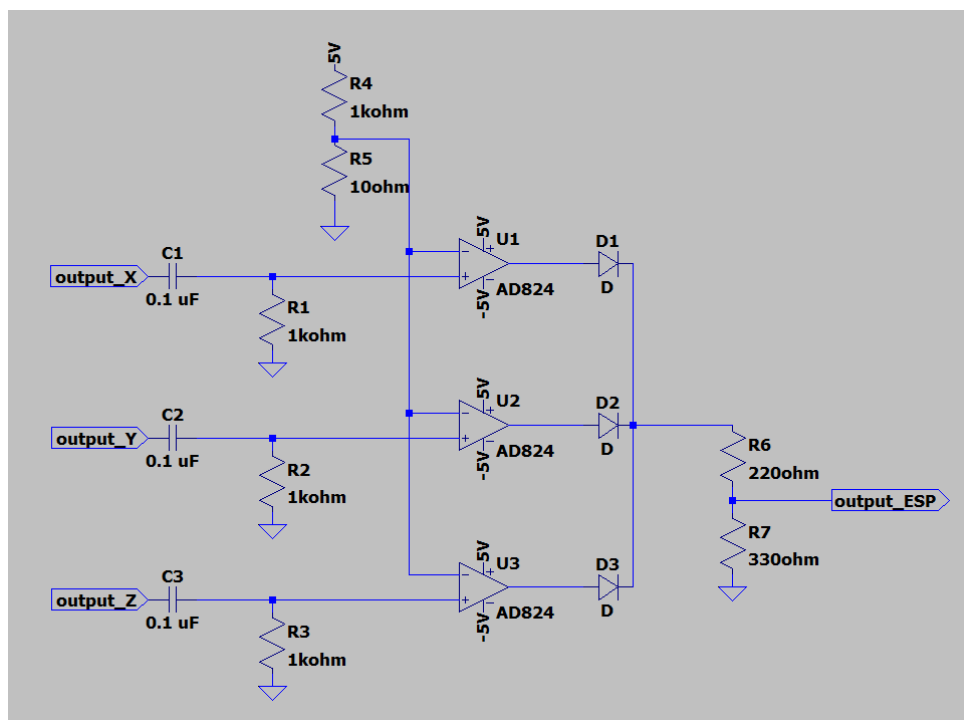 5V
R4
1kohm
R5
10ohm
5V
U1
D1
C1
output_X
0.1 uF
AD824
D
-5V
R1
1kohm
5V
U2
D2
C2
output_Y
0.1 uF
AD824
D
-5V
R6
220ohm
R2
1kohm
output_ESP
R7
330ohm
5V
U3
D3
C3
output_Z
0.1 uF
AD824
D
-5V
R3
1kohm